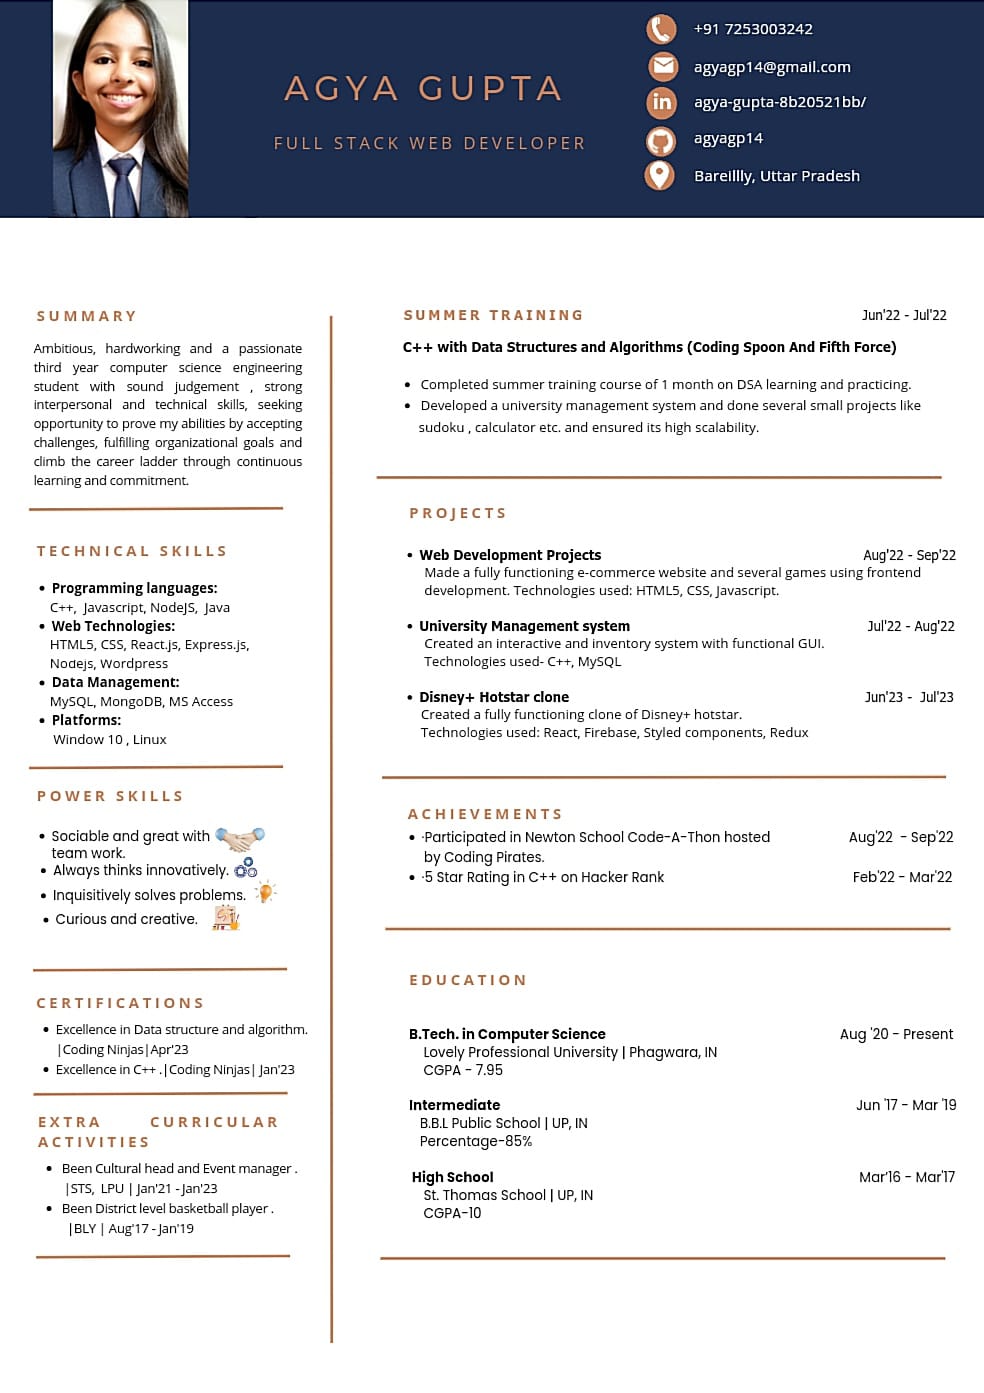 AGYA GUPTA
FULL STACK WEB DEVELOPER
+91 7253003242
agyagp14@gmail.com
in
agya-gupta-8b20521bb/
agyagp14
Bareillly, Uttar Pradesh
SUMMARY
Ambitious, hardworking and a passionate
third year computer science engineering
student with sound judgement , strong
interpersonal and technical skills, seeking
opportunity to prove my abilities by accepting
challenges, fulfilling organizational goals and
climb the career ladder through continuous
learning and commitment.
TECHNICAL SKILLS
• Programming languages:
C++, Javascript, NodeJS, Java
• Web Technologies:
HTML5, CSS, React.js, Express.js,
Nodejs, Wordpress
• Data Management:
MySQL, MongoDB, MS Access
• Platforms:
Window 10 , Linux
POWER SKILLS
• Sociable and great with
team work.
• Always thinks innovatively.
• Inquisitively solves problems.
• Curious and creative.
CERTIFICATIONS
• Excellence in Data structure and algorithm.
|Coding Ninjas|Apr'23
• Excellence in C++ .|Coding Ninjas| Jan'23
EXTRA CURRICULAR
ACTIVITIES
• Been Cultural head and Event manager .
|STS, LPU | Jan'21 - Jan'23
• Been District level basketball player .
|BLY | Aug'17 - Jan'19
SUMMER TRAINING Jun'22 - Jul'22
C++ with Data Structures and Algorithms (Coding Spoon And Fifth Force)
• Completed summer training course of 1 month on DSA learning and practicing.
• Developed a university management system and done several small projects like
sudoku , calculator etc. and ensured its high scalability.
PROJECTS
• Web Development Projects Aug'22 - Sep'22
Made a fully functioning e-commerce website and several games using frontend
development. Technologies used: HTML5, CSS, Javascript.
• University Management system Jul'22 - Aug'22
Created an interactive and inventory system with functional GUI.
Technologies used- C++, MySQL
• Disney+ Hotstar clone Jun'23 - Jul'23
Created a fully functioning clone of Disney+ hotstar.
Technologies used: React, Firebase, Styled components, Redux
ACHIEVEMENTS
• ·Participated in Newton School Code-A-Thon hosted Aug'22 - Sep'22
by Coding Pirates.
• ·5 Star Rating in C++ on Hacker Rank Feb'22 - Mar'22
EDUCATION
B.Tech. in Computer Science Aug '20 - Present
Lovely Professional University | Phagwara, IN
CGPA - 7.95
Intermediate Jun '17 - Mar '19
B.B.L Public School | UP, IN
Percentage-85%
High School Mar'16 - Mar'17
St. Thomas School | UP, IN
CGPA-10